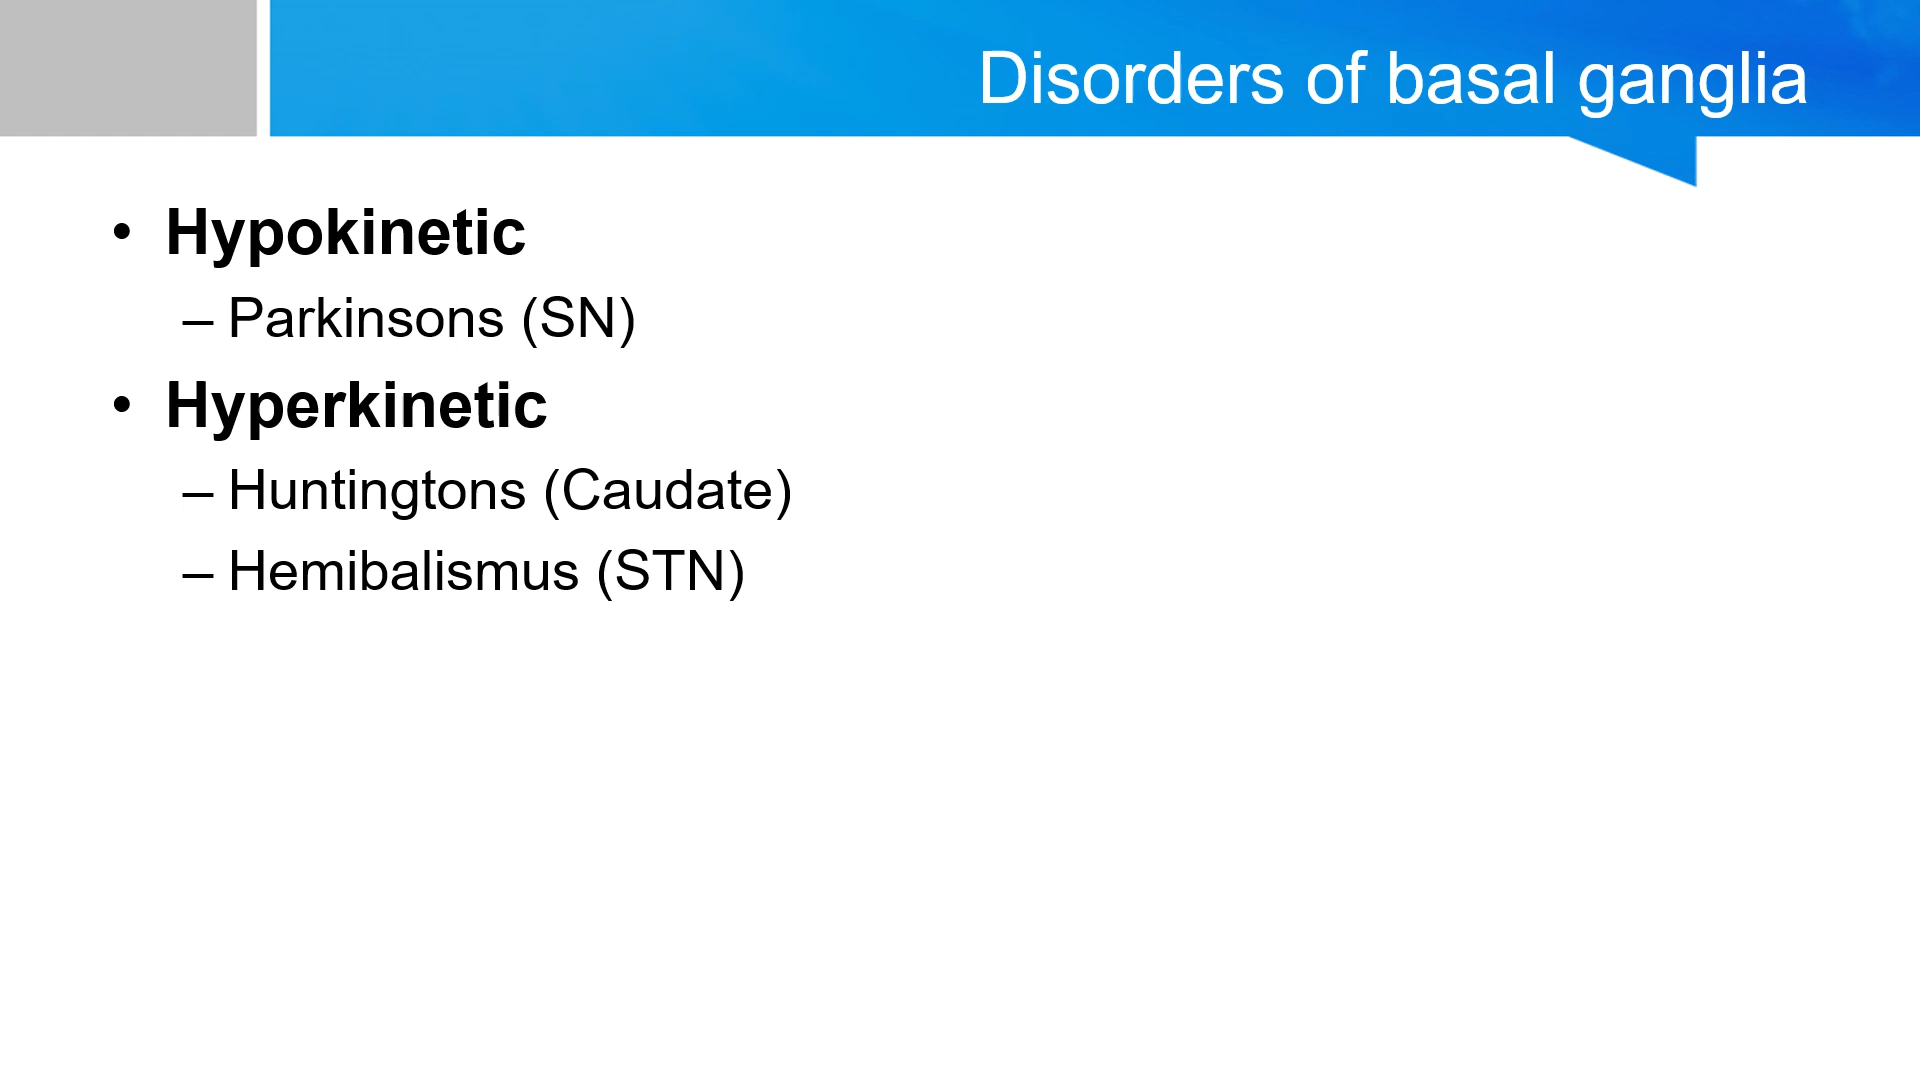 Disorders of basal ganglia
• Hypokinetic
– Parkinsons (SN)
• Hyperkinetic
– Huntingtons (Caudate)
– Hemibalismus (STN)